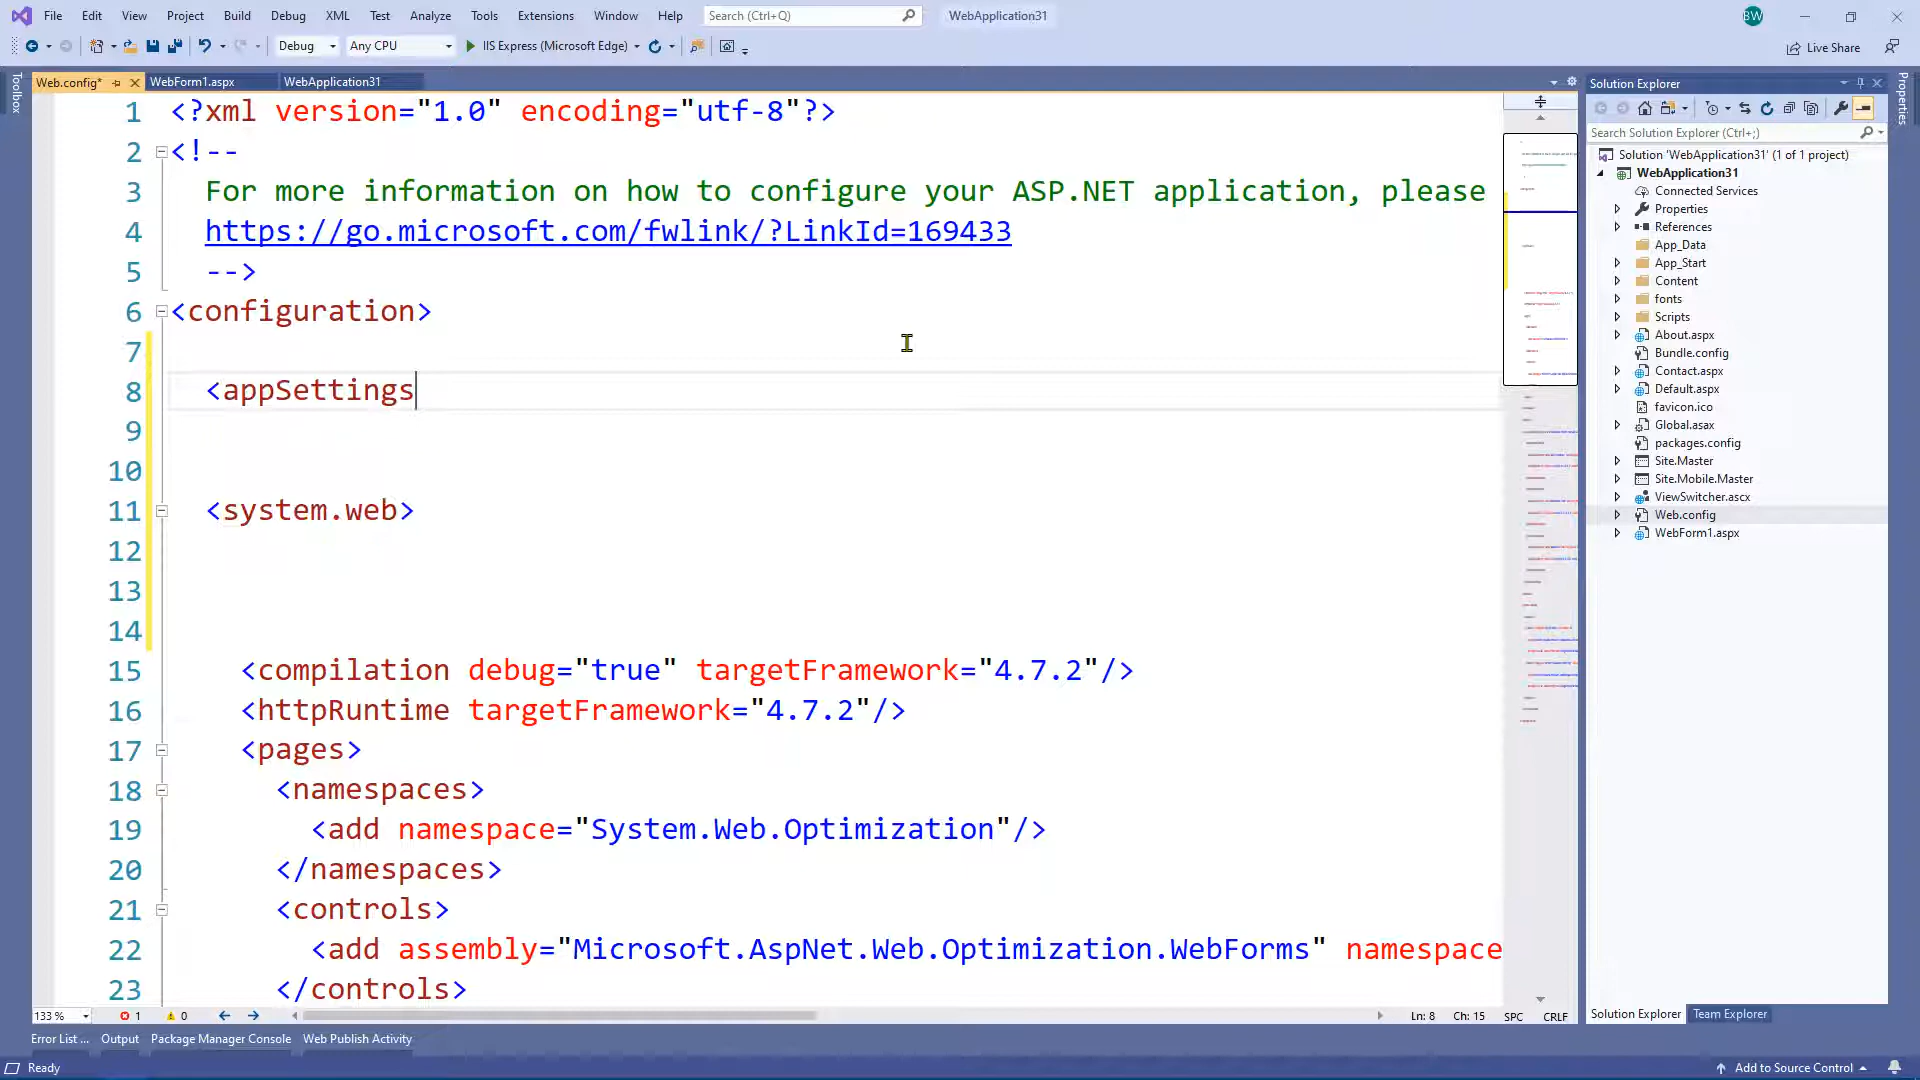 File Edit View Project Build Debug XML Test Analyze Tools Extensions Window Help Search (Ctrl+Q) WebApplication31 BW
Debug Any CPU IIS Express (Microsoft Edge) Live Share
Toolbox
Web.config* WebForm1.aspx WebApplication31
1 <?xml version="1.0" encoding="utf-8"?>
2 <!--
3 For more information on how to configure your ASP.NET application, please
4 https://go.microsoft.com/fwlink/?LinkId=169433
5 -->
6 <configuration>
7
8 <appSettings
9
10
11 <system.web>
12
13
14
15 <compilation debug="true" targetFramework="4.7.2"/>
16 <httpRuntime targetFramework="4.7.2"/>
17 <pages>
18 <namespaces>
19 <add namespace="System.Web.Optimization"/>
20 </namespaces>
21 <controls>
22 <add assembly="Microsoft.AspNet.Web.Optimization.WebForms" namespace
23 </controls>
133 % 1 0 Ln: 8 Ch: 15 SPC CRLF
Solution Explorer
Search Solution Explorer (Ctrl+;)
Solution 'WebApplication31' (1 of 1 project)
WebApplication31
Connected Services
Properties
References
App_Data
App_Start
Content
fonts
Scripts
About.aspx
Bundle.config
Contact.aspx
Default.aspx
favicon.ico
Global.asax
packages.config
Site.Master
Site.Mobile.Master
ViewSwitcher.ascx
Web.config
WebForm1.aspx
Solution Explorer Team Explorer
Properties
Error List ... Output Package Manager Console Web Publish Activity
Ready Add to Source Control